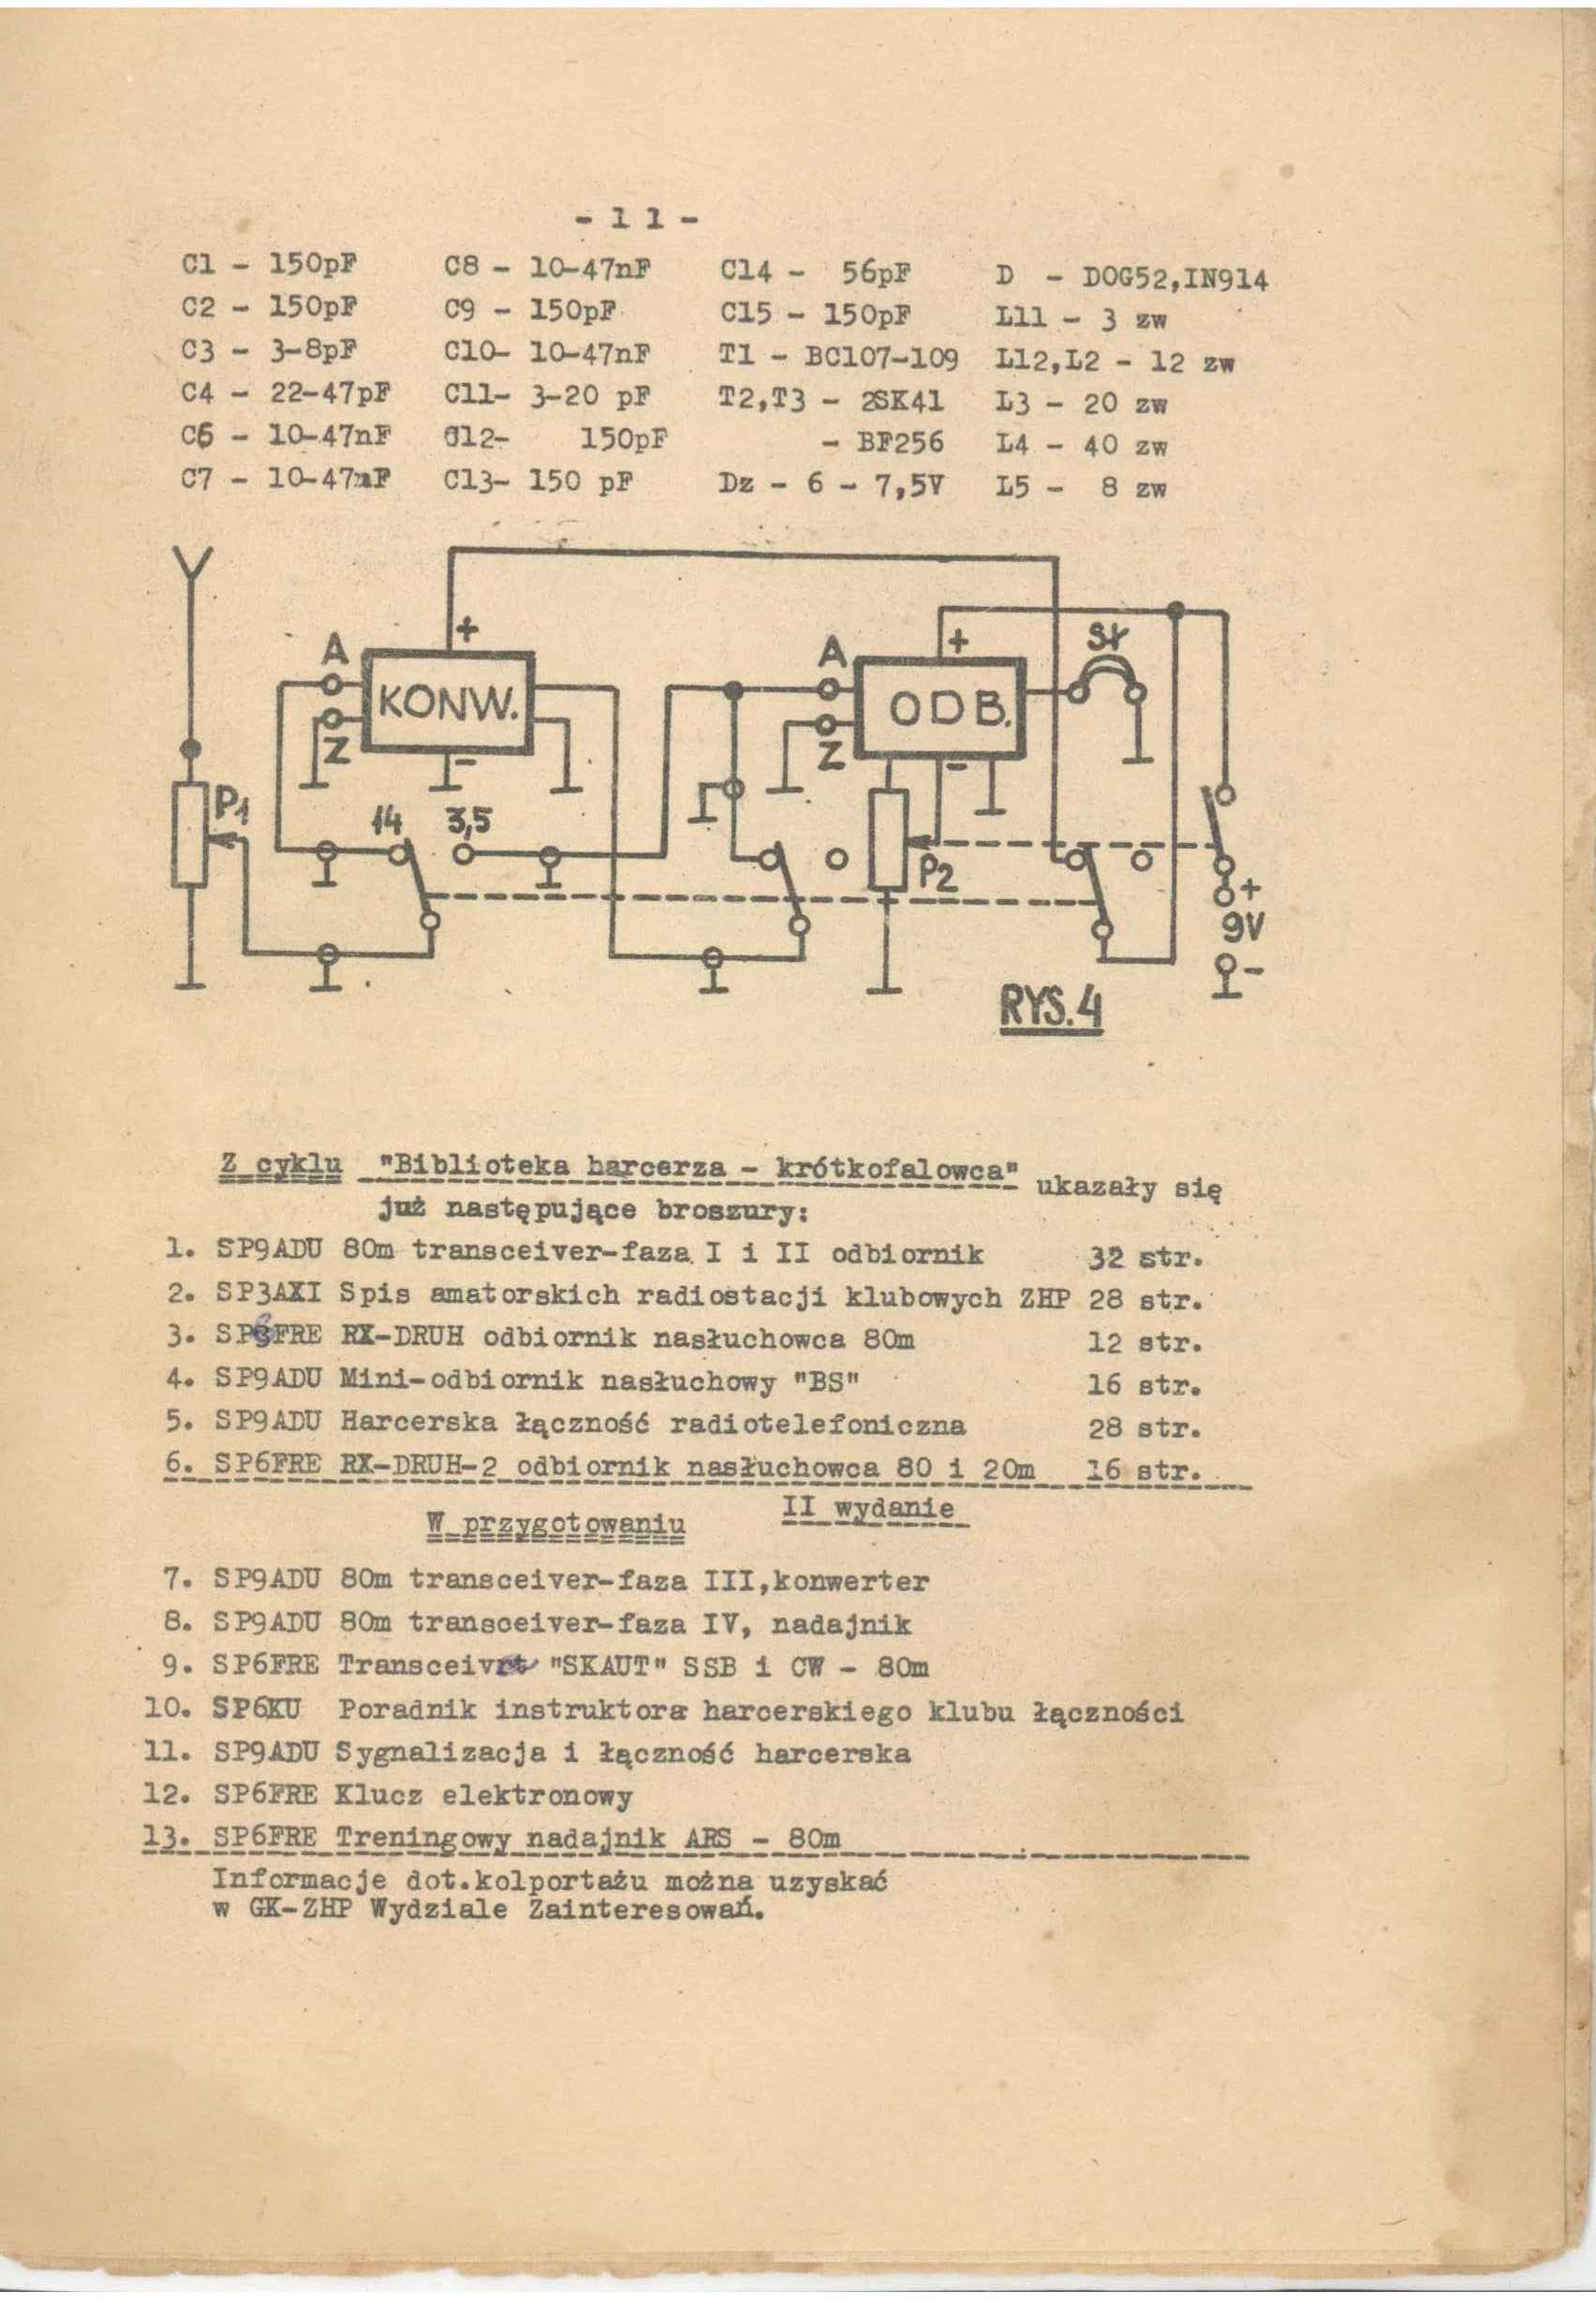 - 1 1 -
C1 - 150pF C8 - 10-47nF C14 - 56pF D - DOG52,IN914
C2 - 150pF C9 - 150pF C15 - 150pF L11 - 3 zw
C3 - 3-8pF C10- 10-47nF T1 - BC107-109 L12,L2 - 12 zw
C4 - 22-47pF C11- 3-20 pF T2,T3 - 2SK41 L3 - 20 zw
C6 - 10-47nF C12- 150pF - BF256 L4 - 40 zw
C7 - 10-47nF C13- 150 pF Dz - 6 - 7,5V L5 - 8 zw
+
A
KONW.
Z
-
A
+
ODB.
Z
-
Sł
P1
14 3,5
P2
+
9V
-
RYS.4
Z cyklu "Biblioteka harcerza - krótkofalowca" ukazały się
już następujące broszury:
1. SP9ADU 80m transceiver-faza I i II odbiornik 32 str.
2. SP3AXI Spis amatorskich radiostacji klubowych ZHP 28 str.
3. SP6FRE RX-DRUH odbiornik nasłuchowca 80m 12 str.
4. SP9ADU Mini-odbiornik nasłuchowy "BS" 16 str.
5. SP9ADU Harcerska łączność radiotelefoniczna 28 str.
6. SP6FRE RX-DRUH-2 odbiornik nasłuchowca 80 i 20m 16 str.
II wydanie
W przygotowaniu
7. SP9ADU 80m transceiver-faza III,konwerter
8. SP9ADU 80m transceiver-faza IV, nadajnik
9. SP6FRE "SKAUT" SSB i CW - 80m
10. SP6KU Poradnik instruktora harcerskiego klubu łączności
11. SP9ADU Sygnalizacja i łączność harcerska
12. SP6FRE Klucz elektronowy
13. SP6FRE Treningowy nadajnik ARS - 80m
Informacje dot.kolportażu można uzyskać
w GK-ZHP Wydziale Zainteresowań.